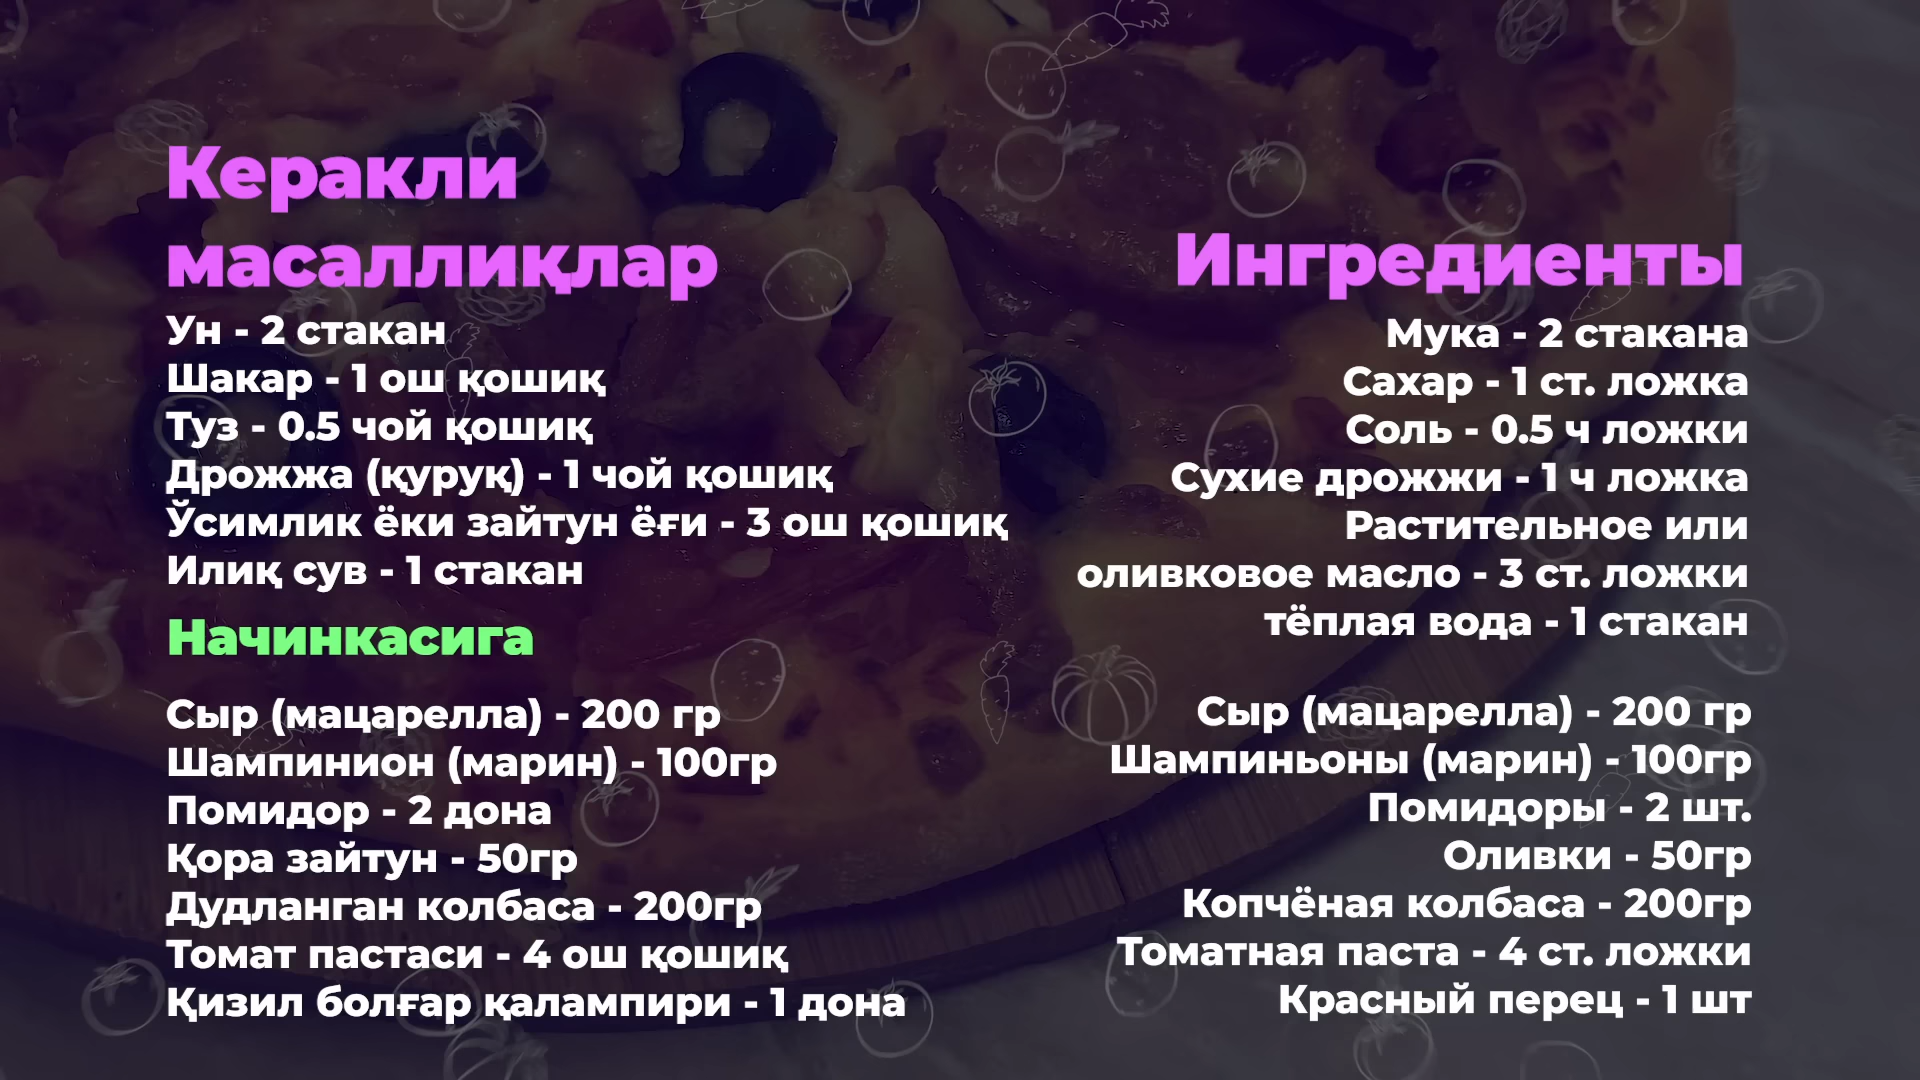 Керакли
масаллиқлар
Ун - 2 стакан
Шакар - 1 ош қошиқ
Туз - 0.5 чой қошиқ
Дрожжа (қуруқ) - 1 чой қошиқ
Ўсимлик ёки зайтун ёғи - 3 ош қошиқ
Илиқ сув - 1 стакан
Начинкасига
Сыр (мацарелла) - 200 гр
Шампинион (марин) - 100гр
Помидор - 2 дона
Қора зайтун - 50гр
Дудланган колбаса - 200гр
Томат пастаси - 4 ош қошиқ
Қизил болғар қалампири - 1 дона
Ингредиенты
Мука - 2 стакана
Сахар - 1 ст. ложка
Соль - 0.5 ч ложки
Сухие дрожжи - 1 ч ложка
Растительное или
оливковое масло - 3 ст. ложки
тёплая вода - 1 стакан
Сыр (мацарелла) - 200 гр
Шампиньоны (марин) - 100гр
Помидоры - 2 шт.
Оливки - 50гр
Копчёная колбаса - 200гр
Томатная паста - 4 ст. ложки
Красный перец - 1 шт